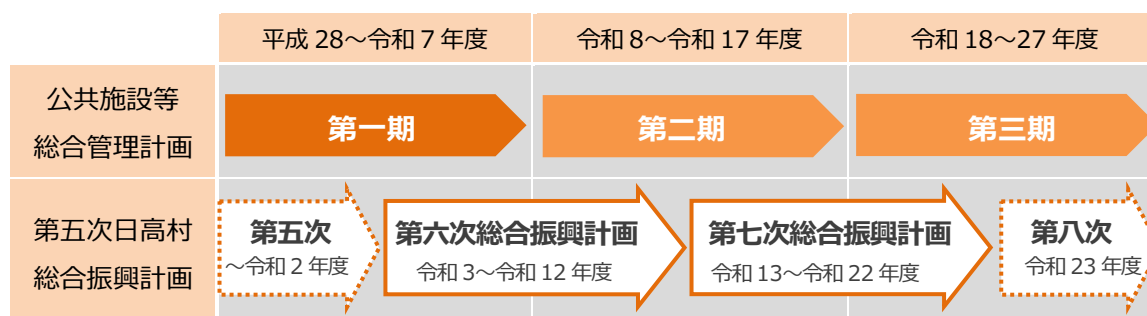 平成 28～令和 7 年度
令和 8～令和 17 年度
令和 18～27 年度
公共施設等
総合管理計画
第一期
第二期
第三期
第五次日高村
総合振興計画
第五次
～令和 2 年度
第六次総合振興計画
令和 3～令和 12 年度
第七次総合振興計画
令和 13～令和 22 年度
第八次
令和 23 年度